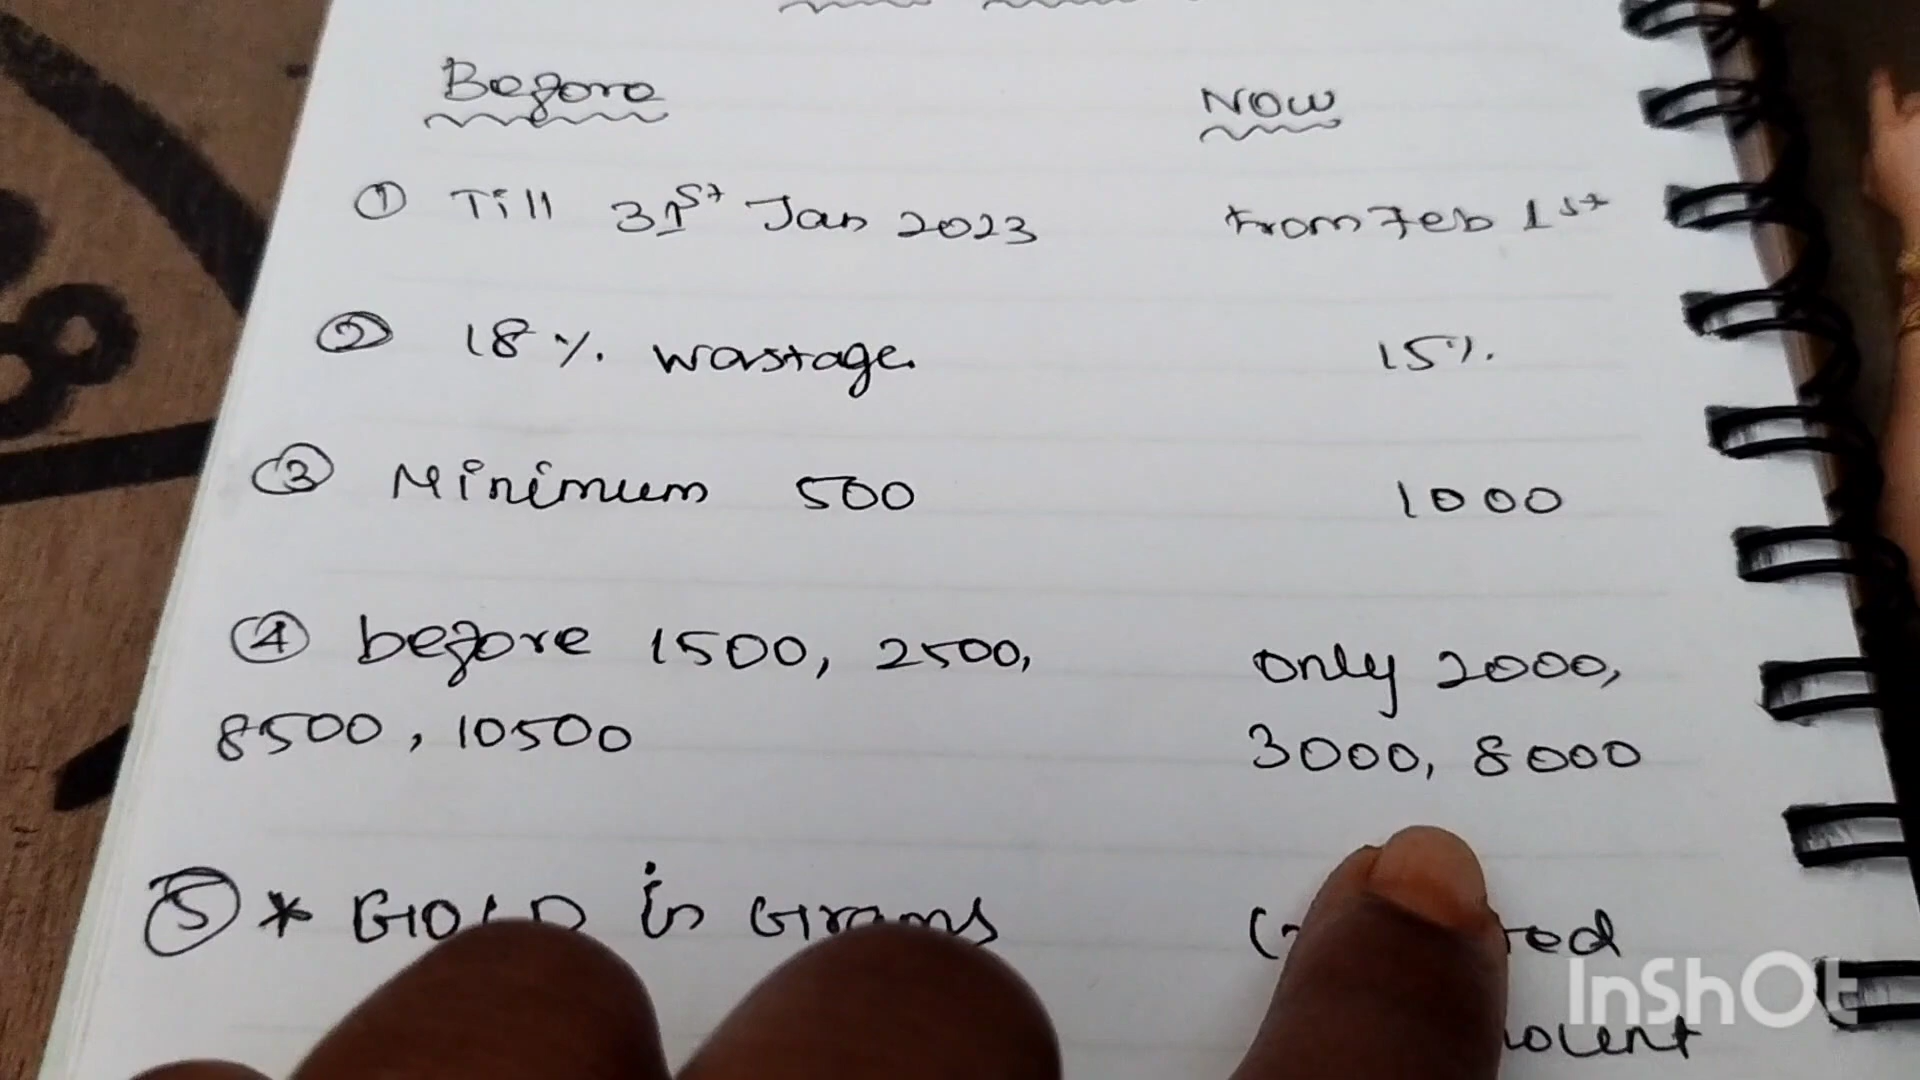 Before Now
① Till 31st Jan 2023 from Feb 1st
② 18 % wastage. 15%.
③ Minimum 500 1000
④ before 1500, 2500, only 2000,
8500, 10500 3000, 8000
⑤ * GOLD in Grams
InShOt